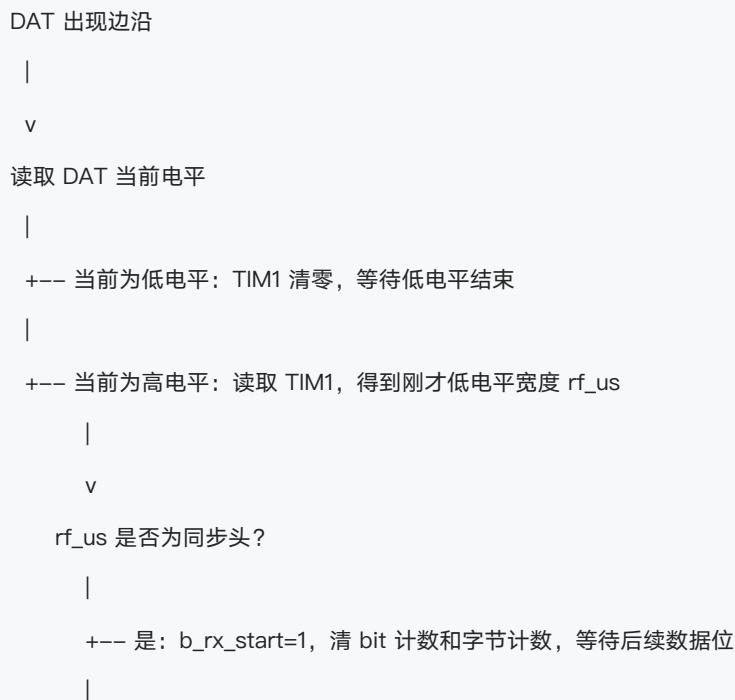 DAT 出现边沿
|
v
读取 DAT 当前电平
|
+-- 当前为低电平：TIM1 清零，等待低电平结束
|
+-- 当前为高电平：读取 TIM1，得到刚才低电平宽度 rf_us
|
v
rf_us 是否为同步头？
|
+-- 是：b_rx_start=1，清 bit 计数和字节计数，等待后续数据位
|